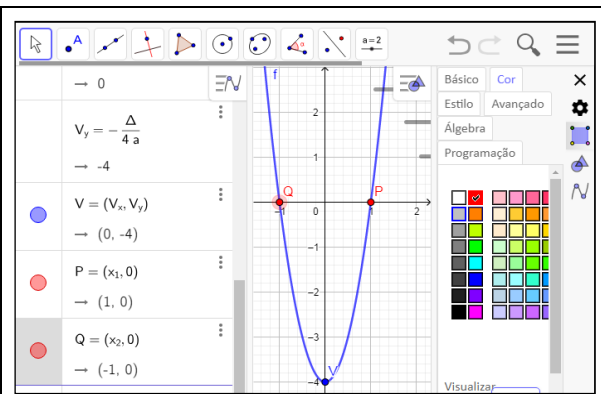 A
a=2
→ 0
V_y = − Δ / 4 a
→ -4
V = (V_x, V_y)
→ (0, -4)
P = (x_1, 0)
→ (1, 0)
Q = (x_2, 0)
→ (-1, 0)
f
2
1
Q
P
−1
0
1
2
−1
−2
−3
−4
V
Básico
Cor
Estilo
Avançado
Álgebra
Programação
Visualizar